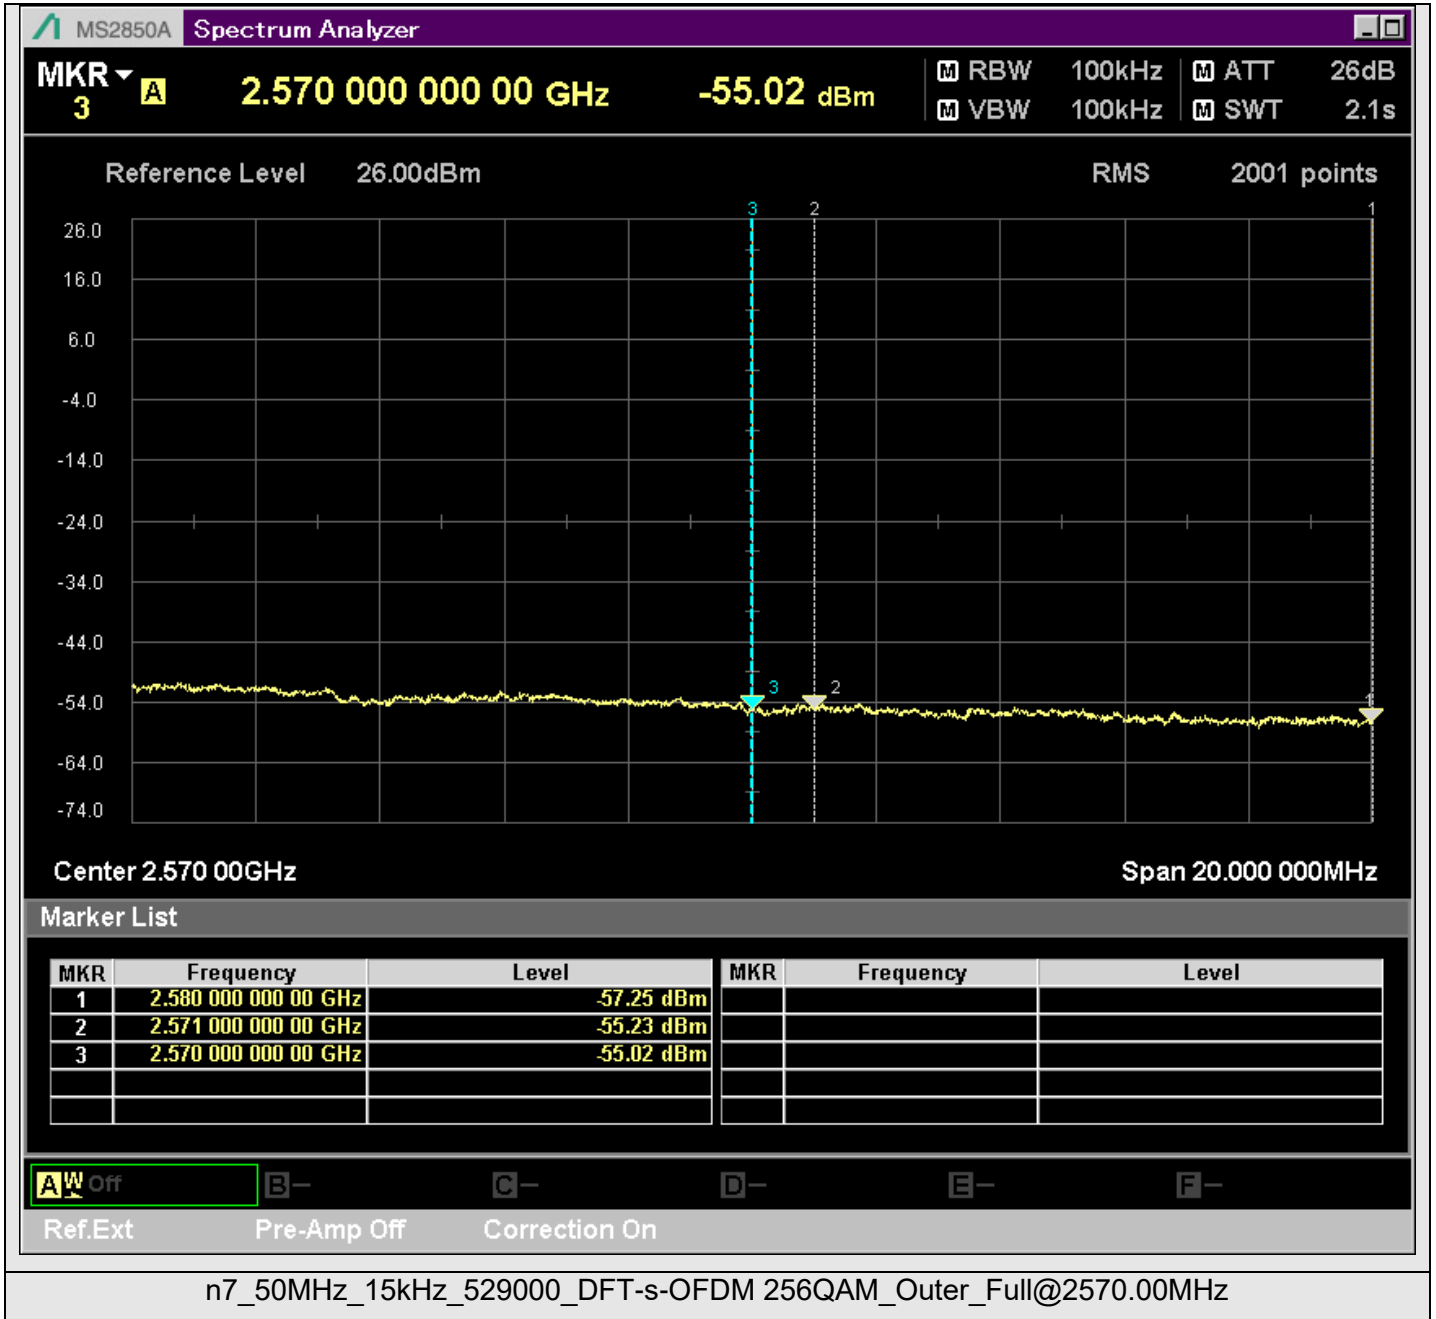 MS2850A Spectrum Analyzer
MKR A 2.570 000 000 00 GHz -55.02 dBm M RBW 100kHz M ATT 26dB
3 M VBW 100kHz M SWT 2.1s
Reference Level 26.00dBm RMS 2001 points
3 2 1
26.0
16.0
6.0
-4.0
-14.0
-24.0
-34.0
-44.0
3 2
-54.0 1
-64.0
-74.0
Center 2.570 00GHz Span 20.000 000MHz
Marker List
MKR Frequency Level MKR Frequency Level
1 2.580 000 000 00 GHz -57.25 dBm
2 2.571 000 000 00 GHz -55.23 dBm
3 2.570 000 000 00 GHz -55.02 dBm
A W Off B C D E F
Ref.Ext Pre-Amp Off Correction On
n7_50MHz_15kHz_529000_DFT-s-OFDM 256QAM_Outer_Full@2570.00MHz